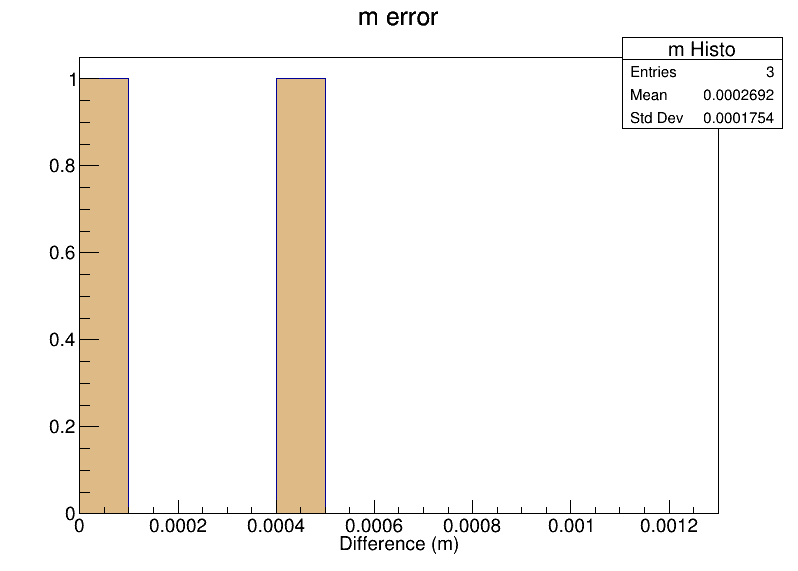 m error
m Histo
Entries 3
Mean 0.0002692
Std Dev 0.0001754
1
0.8
0.6
0.4
0.2
0
0 0.0002 0.0004 0.0006 0.0008 0.001 0.0012
Difference (m)